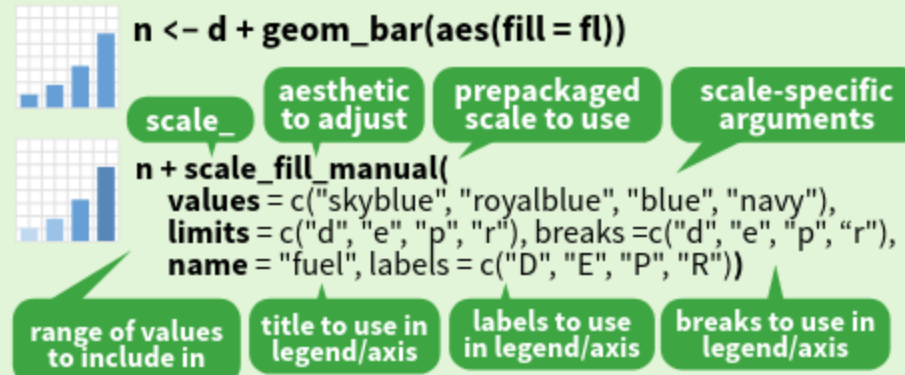 n <– d + geom_bar(aes(fill = fl))
scale_
aesthetic
to adjust
prepackaged
scale to use
scale-specific
arguments
n + scale_fill_manual(
values = c("skyblue", "royalblue", "blue", "navy"),
limits = c("d", "e", "p", "r"), breaks =c("d", "e", "p", “r"),
name = "fuel", labels = c("D", "E", "P", "R"))
range of values
to include in
title to use in
legend/axis
labels to use
in legend/axis
breaks to use in
legend/axis